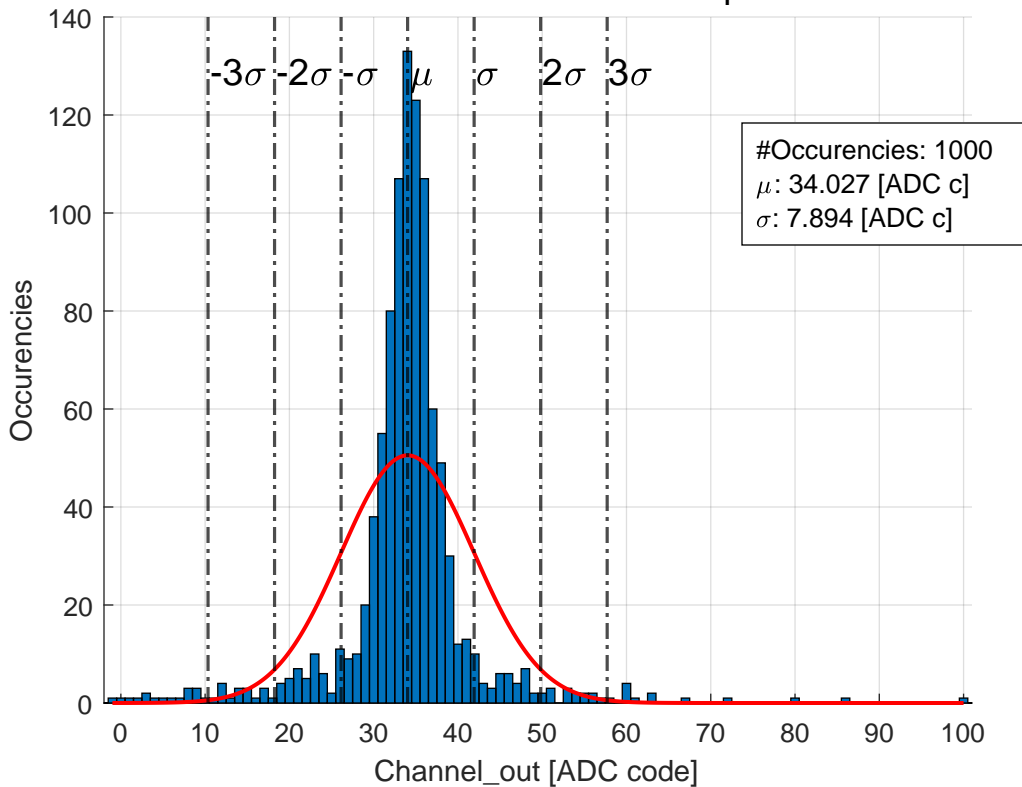 140
120
100
80
60
40
20
0
-3σ -2σ -σ μ σ 2σ 3σ
#Occurencies: 1000
μ: 34.027 [ADC c]
σ: 7.894 [ADC c]
Occurencies
0 10 20 30 40 50 60 70 80 90 100
Channel_out [ADC code]